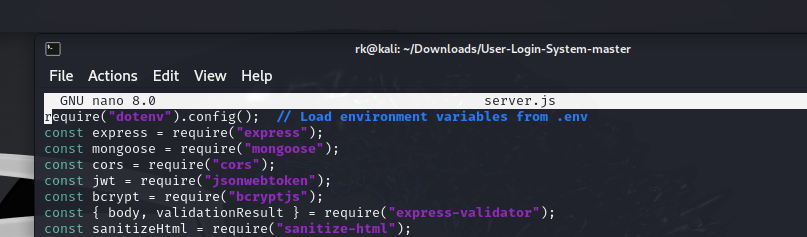 rk@kali: ~/Downloads/User-Login-System-master
File Actions Edit View Help
GNU nano 8.0 server.js
require("dotenv").config();  // Load environment variables from .env
const express = require("express");
const mongoose = require("mongoose");
const cors = require("cors");
const jwt = require("jsonwebtoken");
const bcrypt = require("bcryptjs");
const { body, validationResult } = require("express-validator");
const sanitizeHtml = require("sanitize-html");